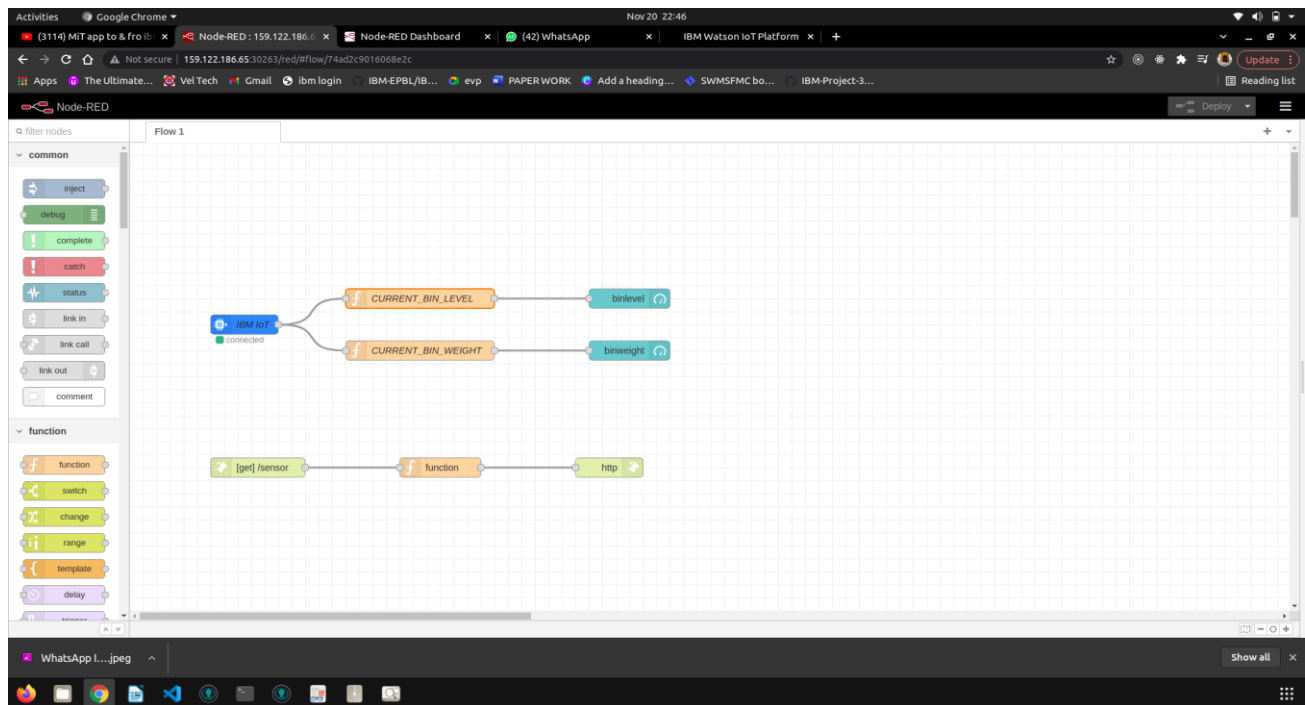 Activities Google Chrome Nov 20 22:46
(3114) MiT app to & fro ib Node-RED : 159.122.186.6 Node-RED Dashboard (42) WhatsApp IBM Watson IoT Platform
Not secure 159.122.186.65:30263/red/#flow/74ad2c9016068e2c Update
Apps The Ultimate... Vel Tech Gmail ibm login IBM-EPBL/IB... evp PAPER WORK Add a heading... SWMSFMC bo... IBM-Project-3... Reading list
Node-RED Deploy
filter nodes Flow 1
common
inject
debug
complete
catch
CURRENT_BIN_LEVEL binlevel
status
link in
IBM IoT
connected
link call
CURRENT_BIN_WEIGHT binweight
link out
comment
function
function
[get] /sensor function http
switch
change
range
template
delay
WhatsApp I....jpeg Show all